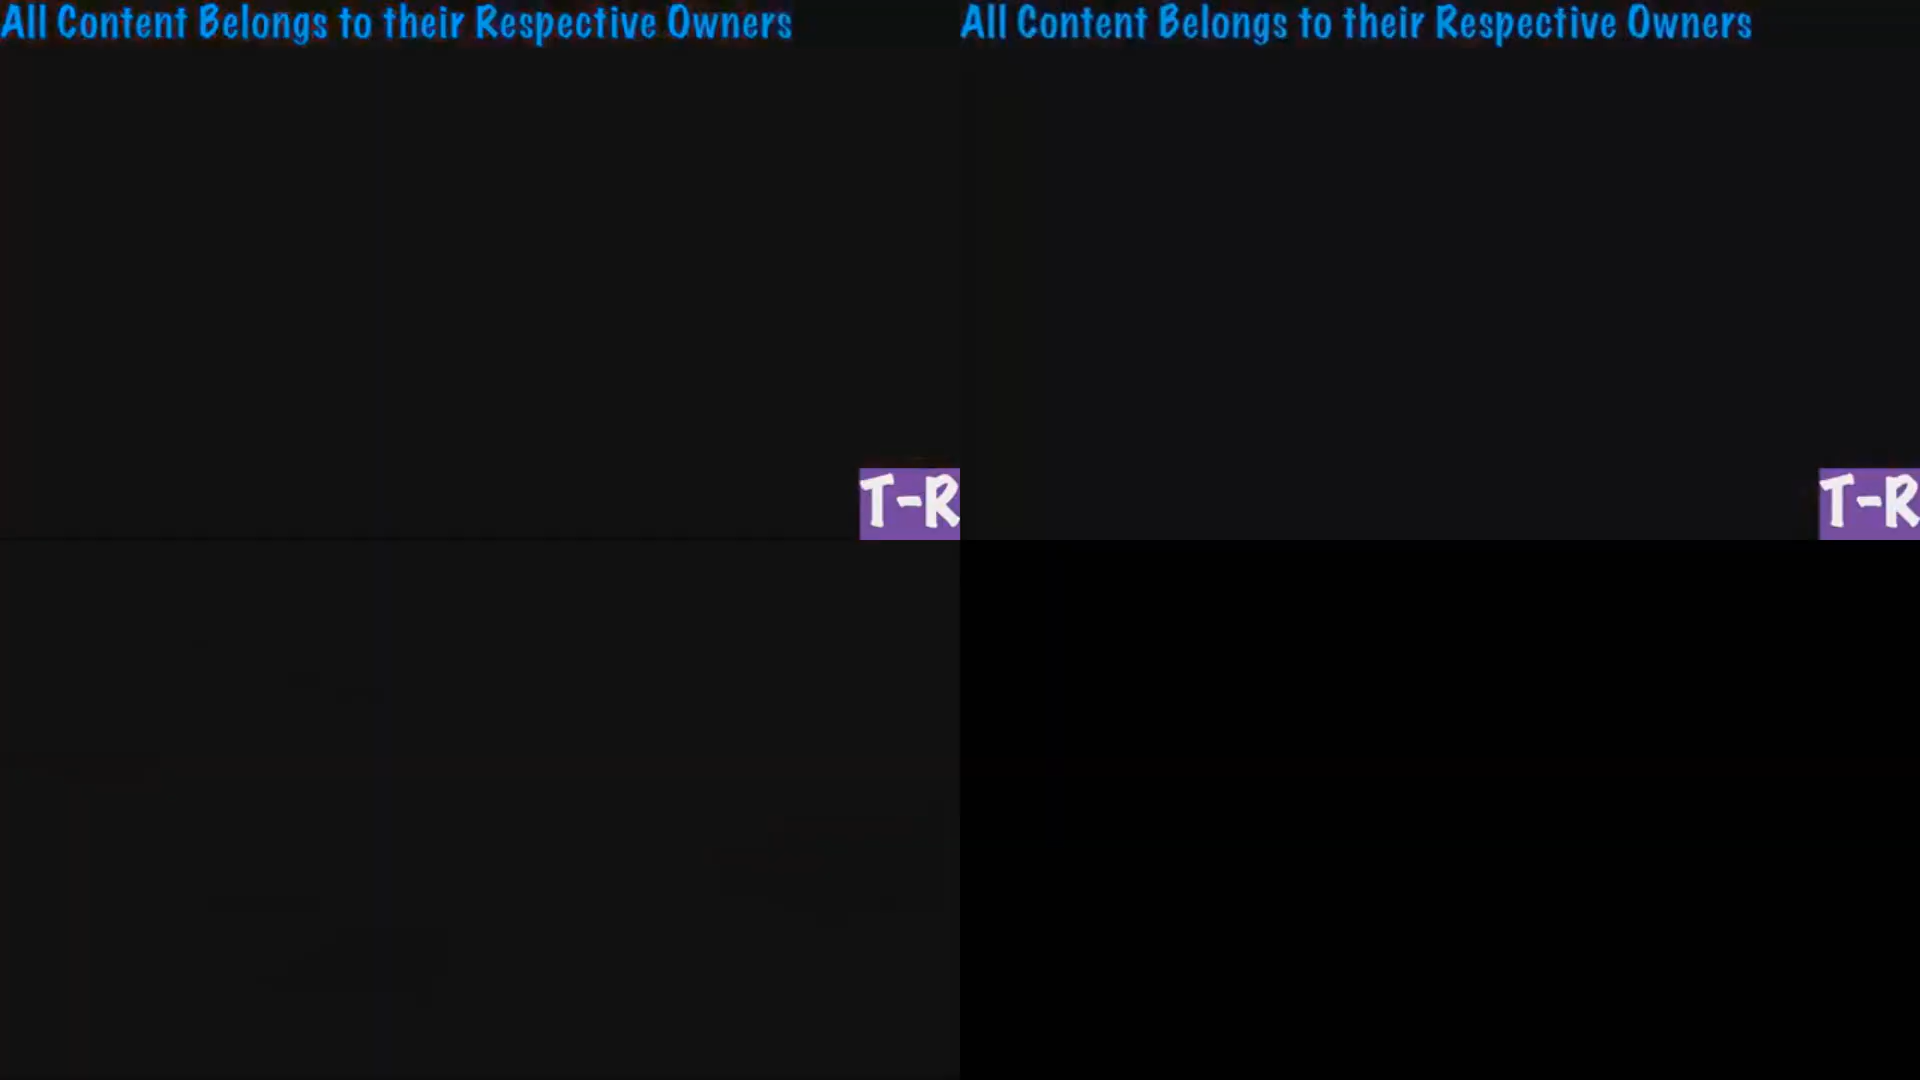 All Content Belongs to their Respective Owners
All Content Belongs to their Respective Owners
T-R
T-R